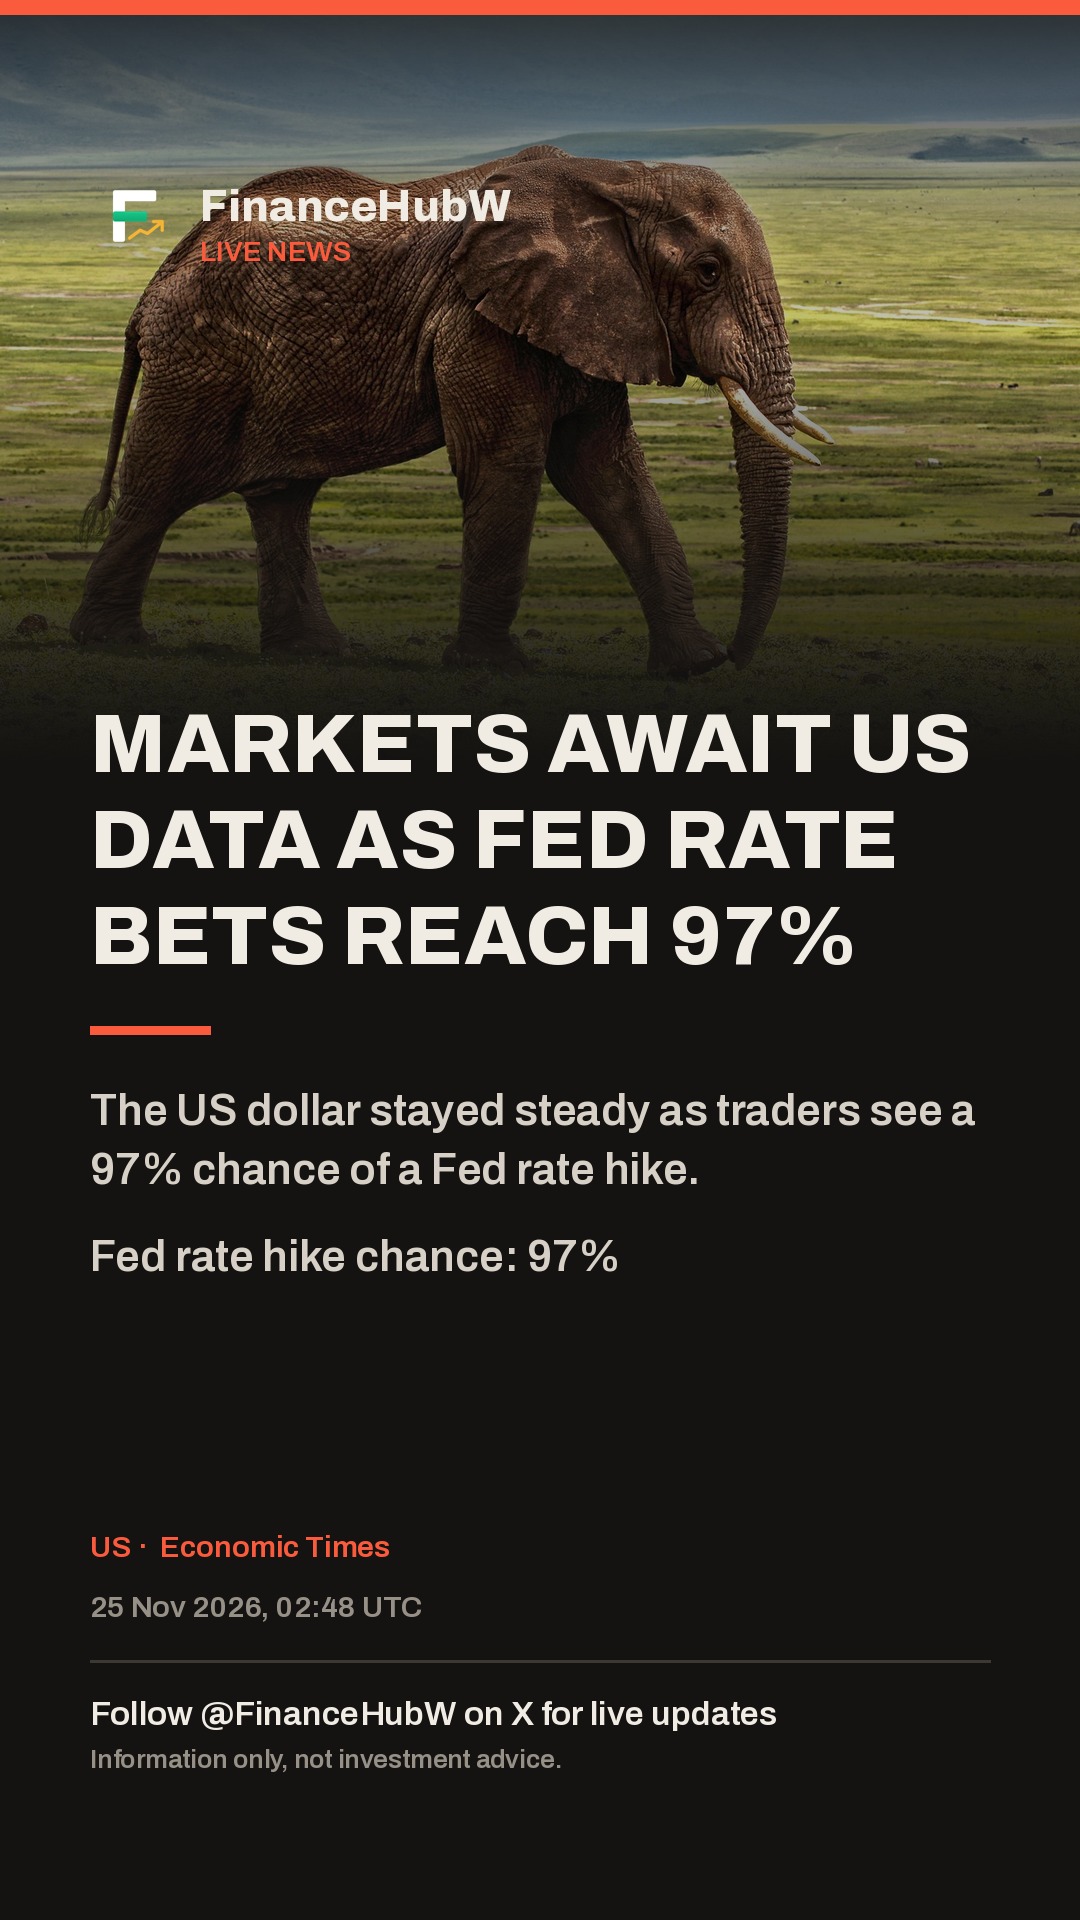 FinanceHubW
LIVE NEWS
MARKETS AWAIT US
DATA AS FED RATE
BETS REACH 97%
The US dollar stayed steady as traders see a
97% chance of a Fed rate hike.
Fed rate hike chance: 97%
US · Economic Times
25 Nov 2026, 02:48 UTC
Follow @FinanceHubW on X for live updates
Information only, not investment advice.